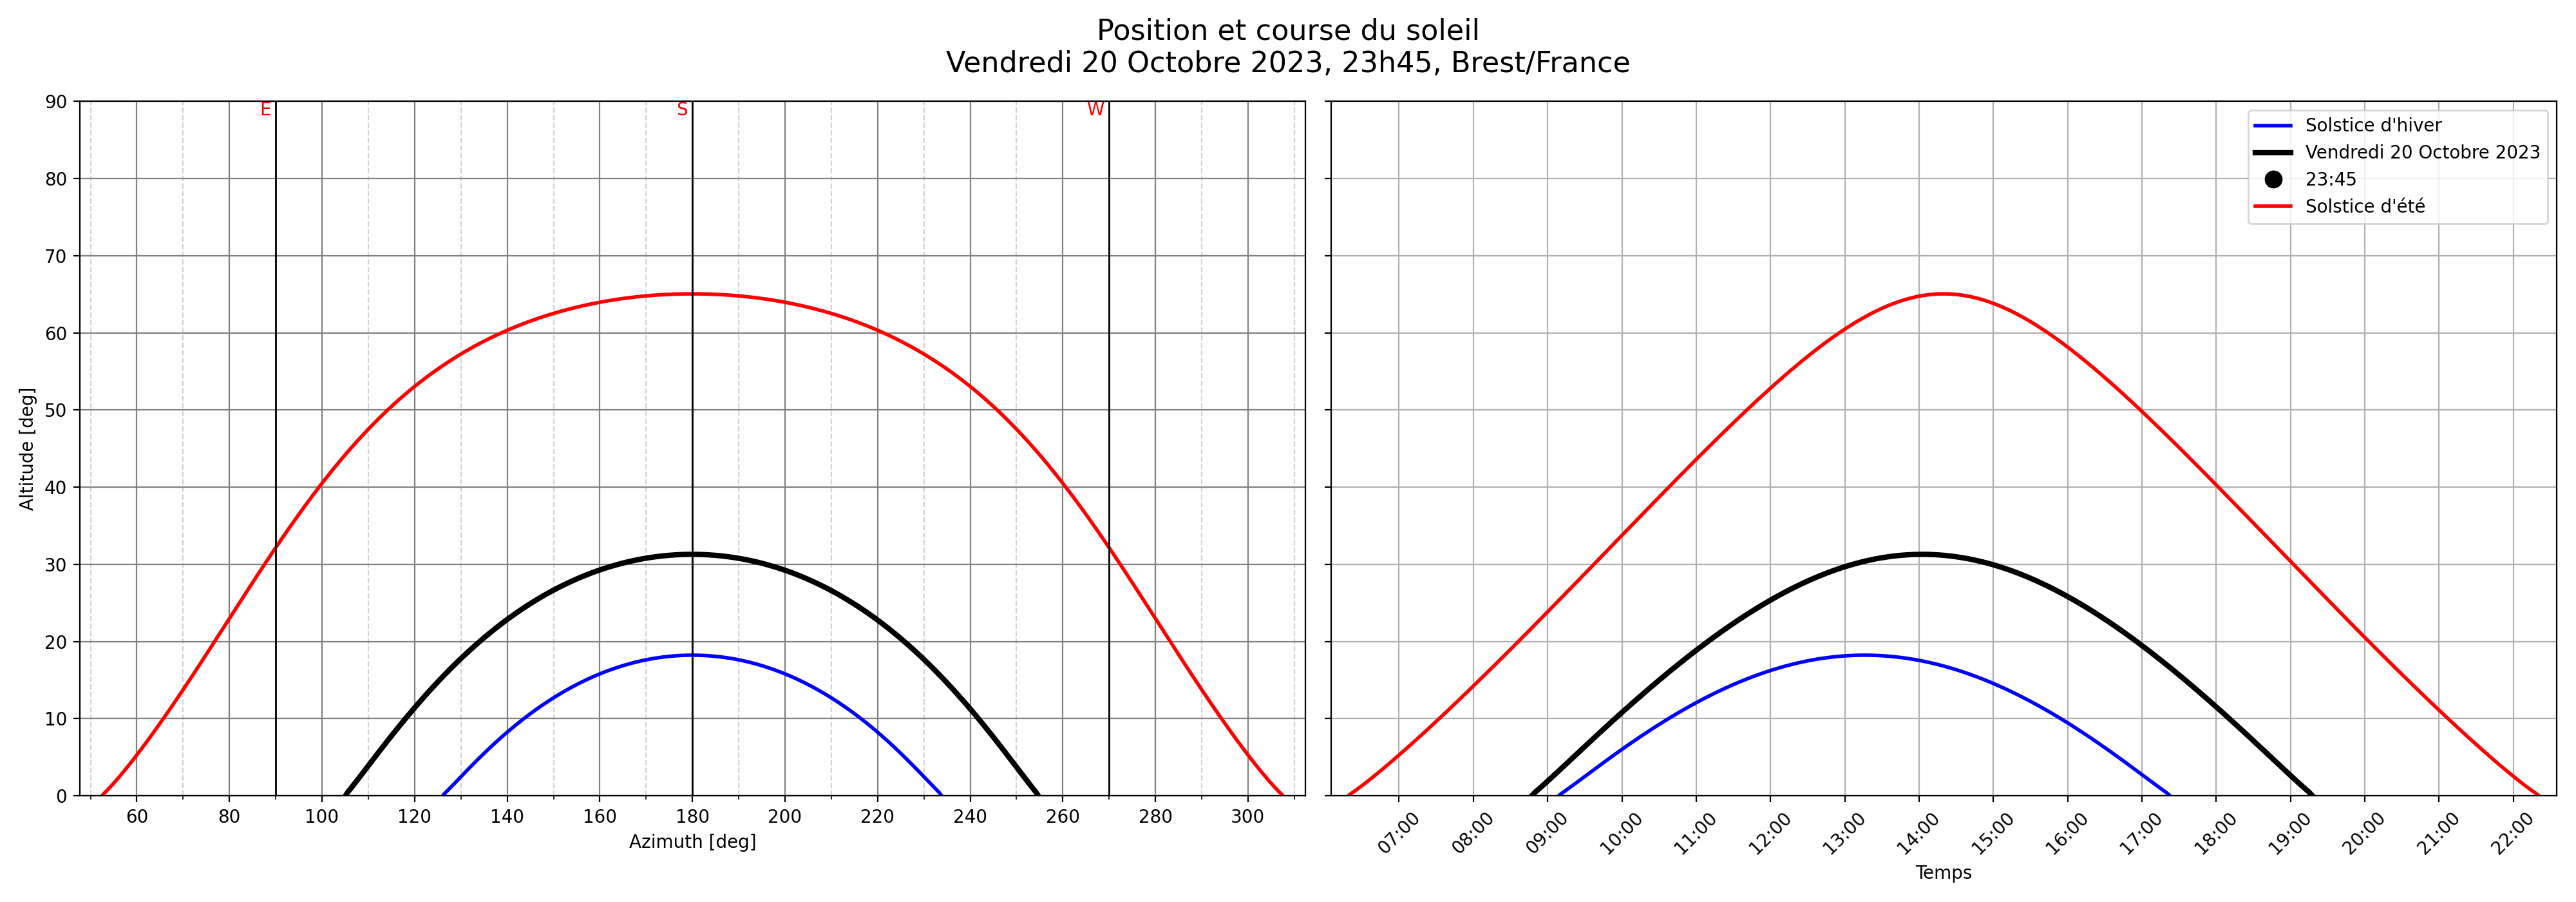 Position et course du soleil
Vendredi 20 Octobre 2023, 23h45, Brest/France
E S W
90
80
70
60
50
40
30
20
10
0
Altitude [deg]
60 80 100 120 140 160 180 200 220 240 260 280 300
Azimuth [deg]
Solstice d'hiver
Vendredi 20 Octobre 2023
23:45
Solstice d'été
07:00 08:00 09:00 10:00 11:00 12:00 13:00 14:00 15:00 16:00 17:00 18:00 19:00 20:00 21:00 22:00
Temps